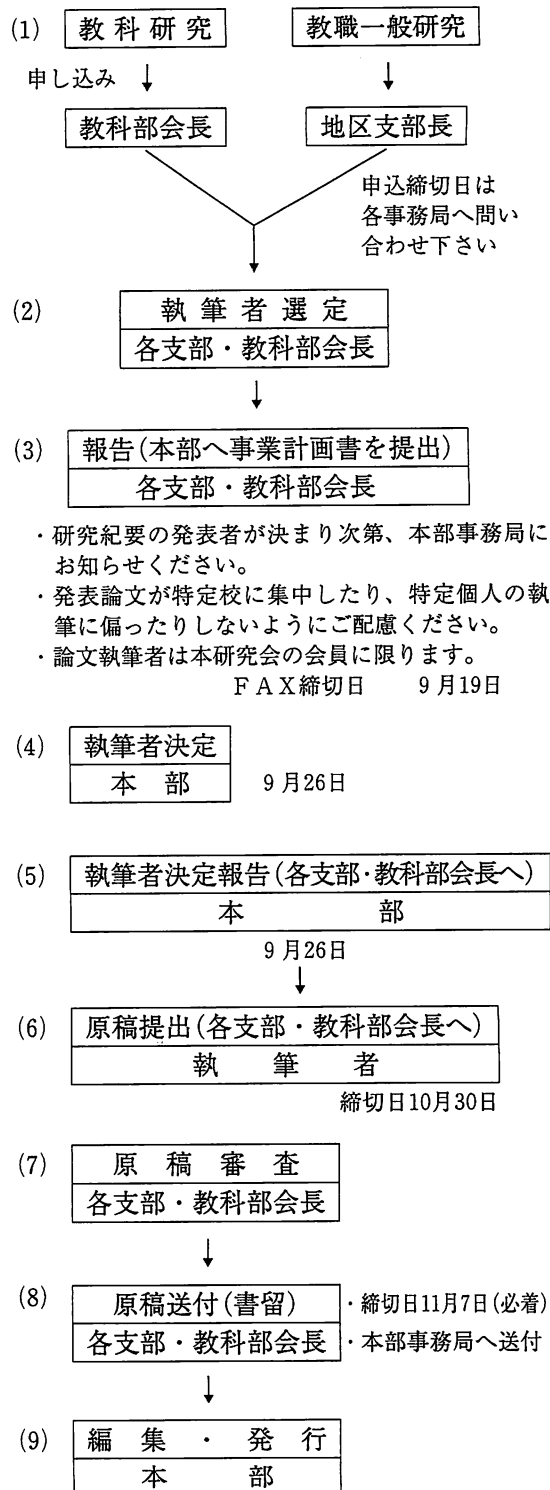 (1) 教科研究 教職一般研究
申し込み ↓ ↓
教科部会長 地区支部長
申込締切日は
各事務局へ問い
合わせ下さい
(2) 執筆者選定
各支部・教科部会長
↓
(3) 報告(本部へ事業計画書を提出)
各支部・教科部会長
・研究紀要の発表者が決まり次第、本部事務局に
お知らせください。
・発表論文が特定校に集中したり、特定個人の執
筆に偏ったりしないようにご配慮ください。
・論文執筆者は本研究会の会員に限ります。
FAX締切日 9月19日
(4) 執筆者決定
本部 9月26日
(5) 執筆者決定報告(各支部・教科部会長へ)
本部
9月26日
↓
(6) 原稿提出(各支部・教科部会長へ)
執筆者
締切日10月30日
(7) 原稿審査
各支部・教科部会長
↓
(8) 原稿送付(書留) ・締切日11月7日(必着)
各支部・教科部会長 ・本部事務局へ送付
↓
(9) 編集・発行
本部